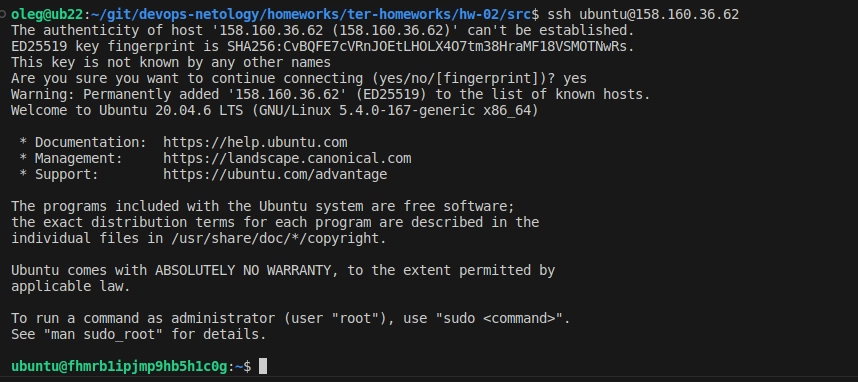 oleg@ub22:~/git/devops-netology/homeworks/ter-homeworks/hw-02/src$ ssh ubuntu@158.160.36.62
The authenticity of host '158.160.36.62 (158.160.36.62)' can't be established.
ED25519 key fingerprint is SHA256:CvBQFE7cVRnJOEtLHOLX4O7tm38HraMF18VSMOTNwRs.
This key is not known by any other names
Are you sure you want to continue connecting (yes/no/[fingerprint])? yes
Warning: Permanently added '158.160.36.62' (ED25519) to the list of known hosts.
Welcome to Ubuntu 20.04.6 LTS (GNU/Linux 5.4.0-167-generic x86_64)

 * Documentation:  https://help.ubuntu.com
 * Management:     https://landscape.canonical.com
 * Support:        https://ubuntu.com/advantage

The programs included with the Ubuntu system are free software;
the exact distribution terms for each program are described in the
individual files in /usr/share/doc/*/copyright.

Ubuntu comes with ABSOLUTELY NO WARRANTY, to the extent permitted by
applicable law.

To run a command as administrator (user "root"), use "sudo <command>".
See "man sudo_root" for details.

ubuntu@fhmrb1ipjmp9hb5h1c0g:~$